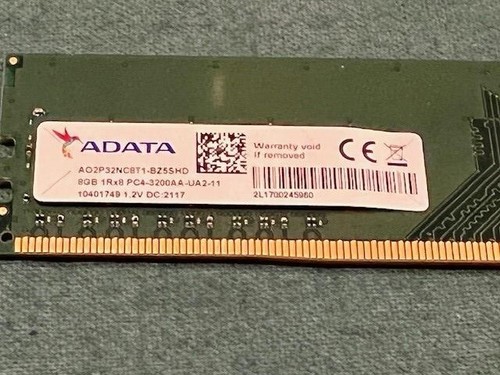 ADATA
AO2P32NC8T1-BZ5SHD
8GB 1Rx8 PC4-3200AA-UA2-11
10401749 1.2V DC:2117
Warranty void
if removed
CE
2L1700245960